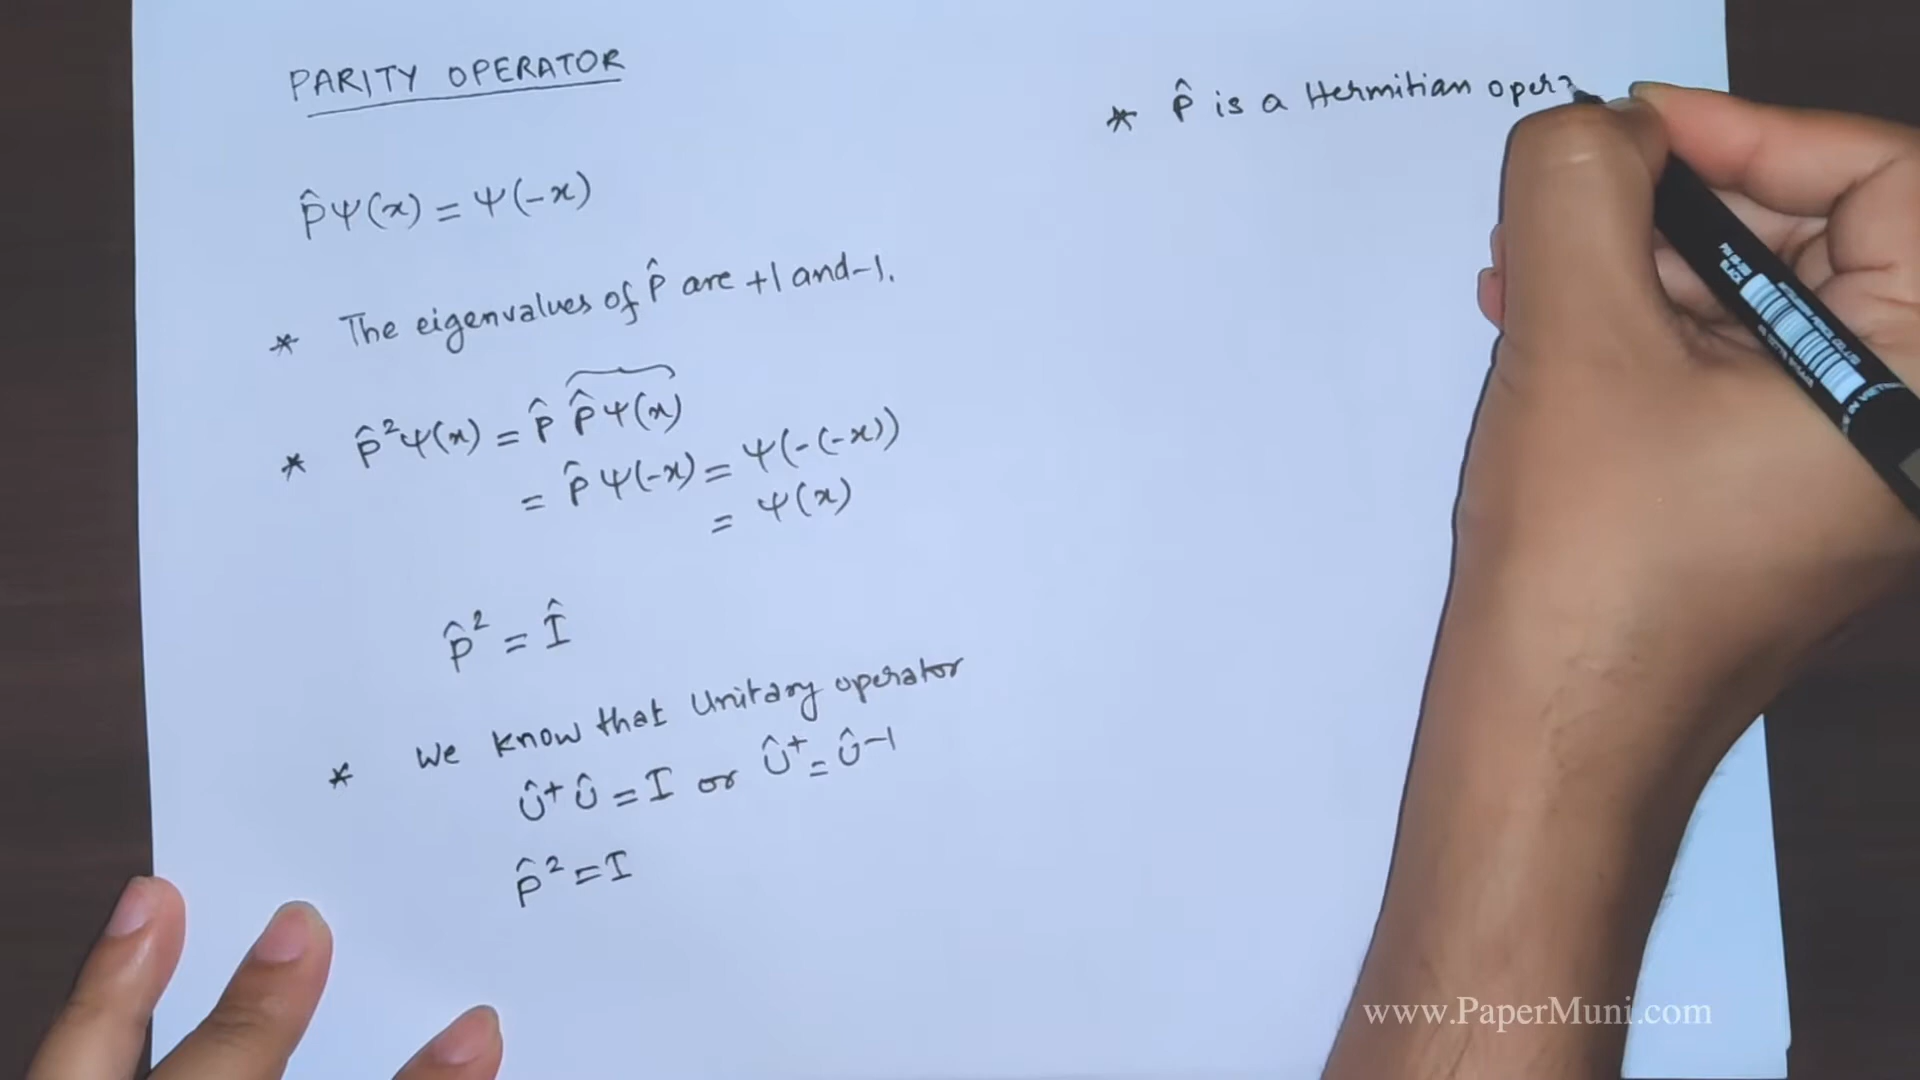 PARITY OPERATOR
P̂Ψ(x) = Ψ(-x)
* The eigenvalues of P̂ are +1 and -1.
* P̂²Ψ(x) = P̂ P̂Ψ(x)
= P̂Ψ(-x) = Ψ(-(-x))
= Ψ(x)
P̂² = Î
* We know that Unitary operator
Û⁺Û = I or Û⁺ = Û⁻¹
P̂² = I
* P̂ is a Hermitian oper
www.PaperMuni.com